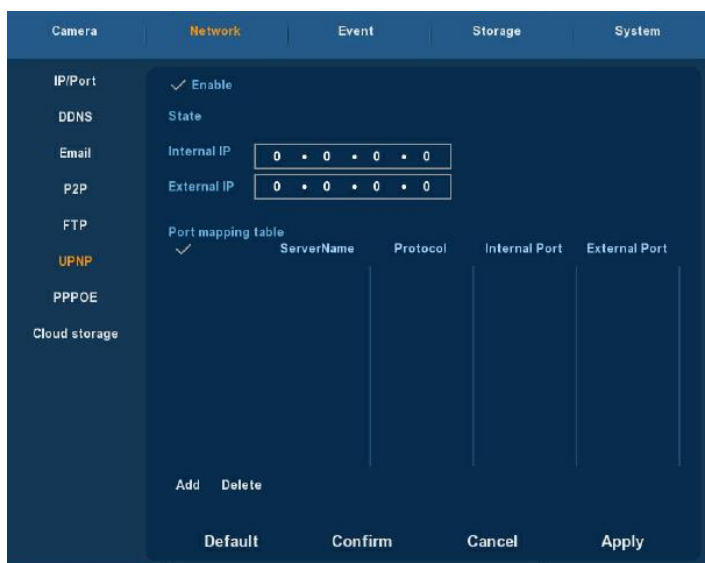 Camera Network Event Storage System
IP/Port
DDNS
Email
P2P
FTP
UPNP
PPPOE
Cloud storage
Enable
State
Internal IP 0 . 0 . 0 . 0
External IP 0 . 0 . 0 . 0
Port mapping table
ServerName Protocol Internal Port External Port
Add Delete
Default Confirm Cancel Apply